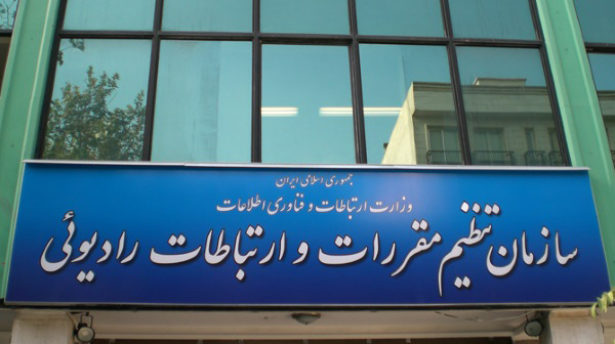 جمهوری اسلامی ایران
وزارت ارتباطات و فناوری اطلاعات
سازمان تنظیم مقررات و ارتباطات رادیوئی